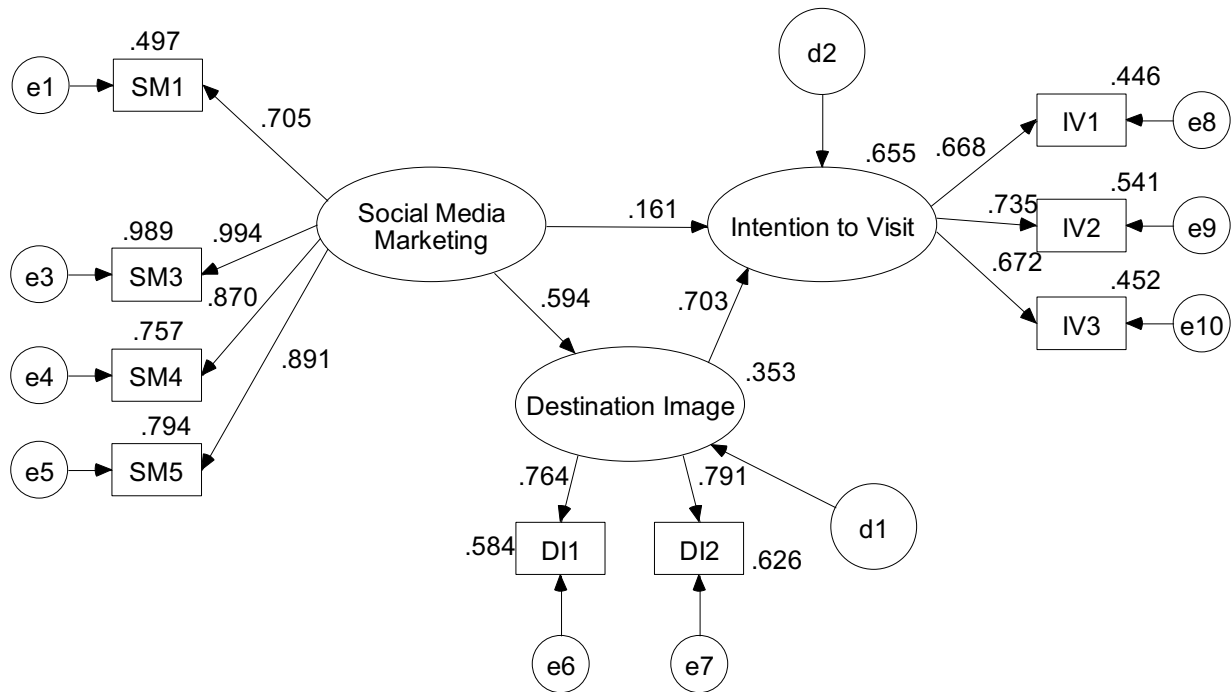 .497
e1
SM1
.705
d2
.446
IV1
e8
.655
.668
Social Media
Marketing
.161
Intention to Visit
.541
.735
IV2
e9
.989
.994
e3
SM3
.870
.594
.703
.672
.452
IV3
e10
.757
e4
SM4
.891
.353
Destination Image
.794
e5
SM5
.764
.791
d1
.584
DI1
DI2
.626
e6
e7